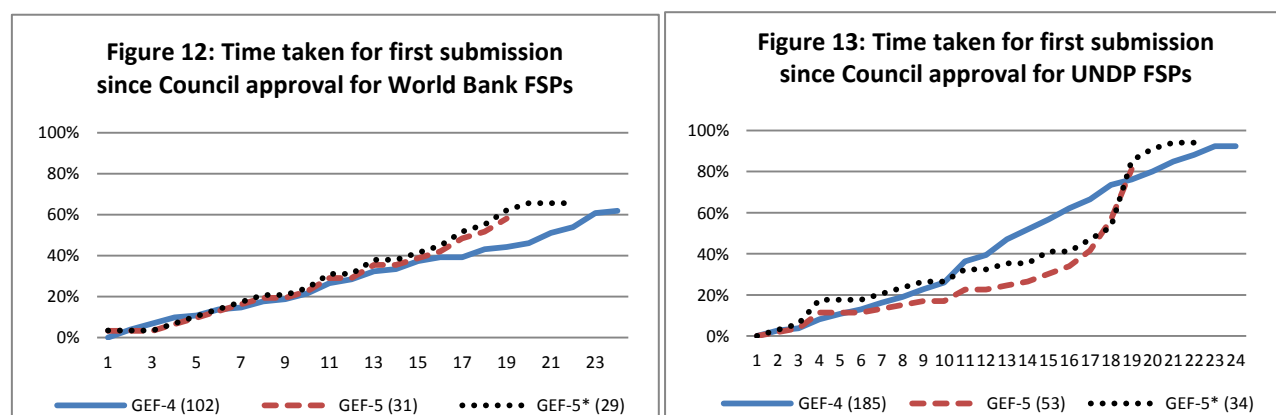 Figure 12: Time taken for first submission
since Council approval for World Bank FSPs
100%
80%
60%
40%
20%
0%
1 3 5 7 9 11 13 15 17 19 21 23
GEF-4 (102) GEF-5 (31) GEF-5* (29)
Figure 13: Time taken for first submission
since Council approval for UNDP FSPs
100%
80%
60%
40%
20%
0%
1 2 3 4 5 6 7 8 9 10 11 12 13 14 15 16 17 18 19 20 21 22 23 24
GEF-4 (185) GEF-5 (53) GEF-5* (34)